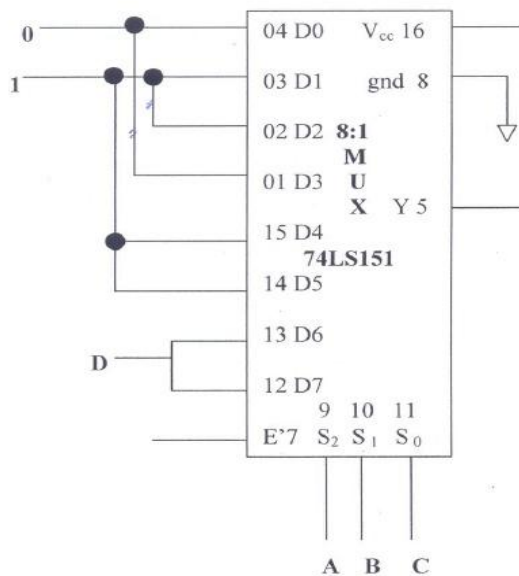 0
04 D0 Vcc 16
1
03 D1 gnd 8
02 D2 8:1
M
01 D3 U
X Y 5
15 D4
74LS151
14 D5
13 D6
D
12 D7
9 10 11
E'7 S2 S1 S0
A B C